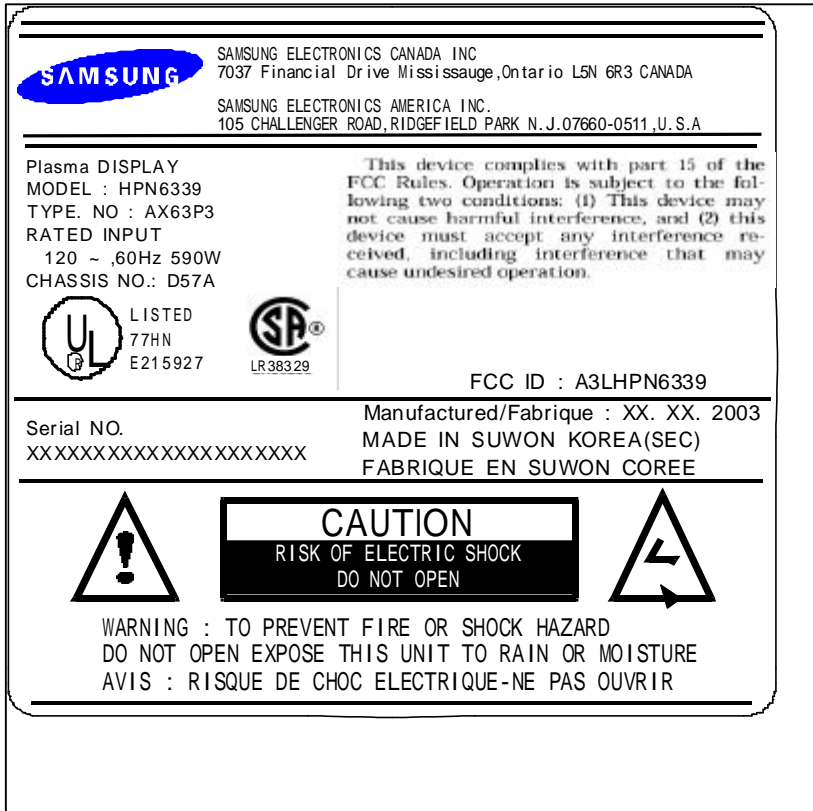 SAMSUNG
SAMSUNG ELECTRONICS CANADA INC
7037 Financial Drive Mississauge,Ontario L5N 6R3 CANADA
SAMSUNG ELECTRONICS AMERICA INC.
105 CHALLENGER ROAD,RIDGEFIELD PARK N.J.07660-0511,U.S.A
Plasma DISPLAY
MODEL : HPN6339
TYPE. NO : AX63P3
RATED INPUT
120 ~ ,60Hz 590W
CHASSIS NO.: D57A
This device complies with part 15 of the
FCC Rules. Operation is subject to the fol-
lowing two conditions: (1) This device may
not cause harmful interference, and (2) this
device must accept any interference re-
ceived, including interference that may
cause undesired operation.
UL R
LISTED
77HN
E215927
SA ®
LR38329
FCC ID : A3LHPN6339
Serial NO.
XXXXXXXXXXXXXXXXXXXXX
Manufactured/Fabrique : XX. XX. 2003
MADE IN SUWON KOREA(SEC)
FABRIQUE EN SUWON COREE
!
CAUTION
RISK OF ELECTRIC SHOCK
DO NOT OPEN
WARNING : TO PREVENT FIRE OR SHOCK HAZARD
DO NOT OPEN EXPOSE THIS UNIT TO RAIN OR MOISTURE
AVIS : RISQUE DE CHOC ELECTRIQUE-NE PAS OUVRIR